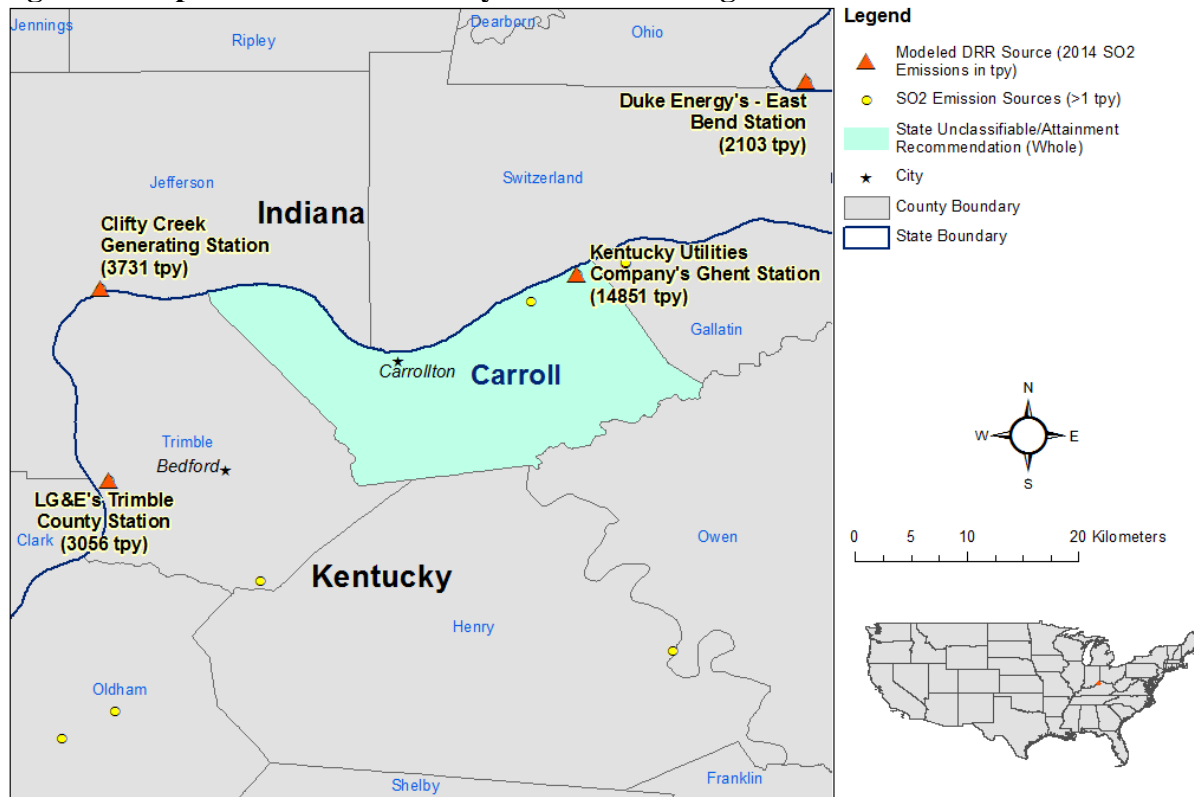 Jennings
Ripley
Dearborn
Ohio
Duke Energy's - East
Bend Station
(2103 tpy)
Jefferson
Switzerland
Indiana
Clifty Creek
Generating Station
(3731 tpy)
Kentucky Utilities
Company's Ghent Station
(14851 tpy)
Gallatin
Carrollton
Carroll
Trimble
Bedford
LG&E's Trimble
County Station
(3056 tpy)
Clark
Owen
Kentucky
Henry
Oldham
Shelby
Franklin
Legend
Modeled DRR Source (2014 SO2
Emissions in tpy)
SO2 Emission Sources (>1 tpy)
State Unclassifiable/Attainment
Recommendation (Whole)
City
County Boundary
State Boundary
N
W
E
S
0 5 10 20 Kilometers